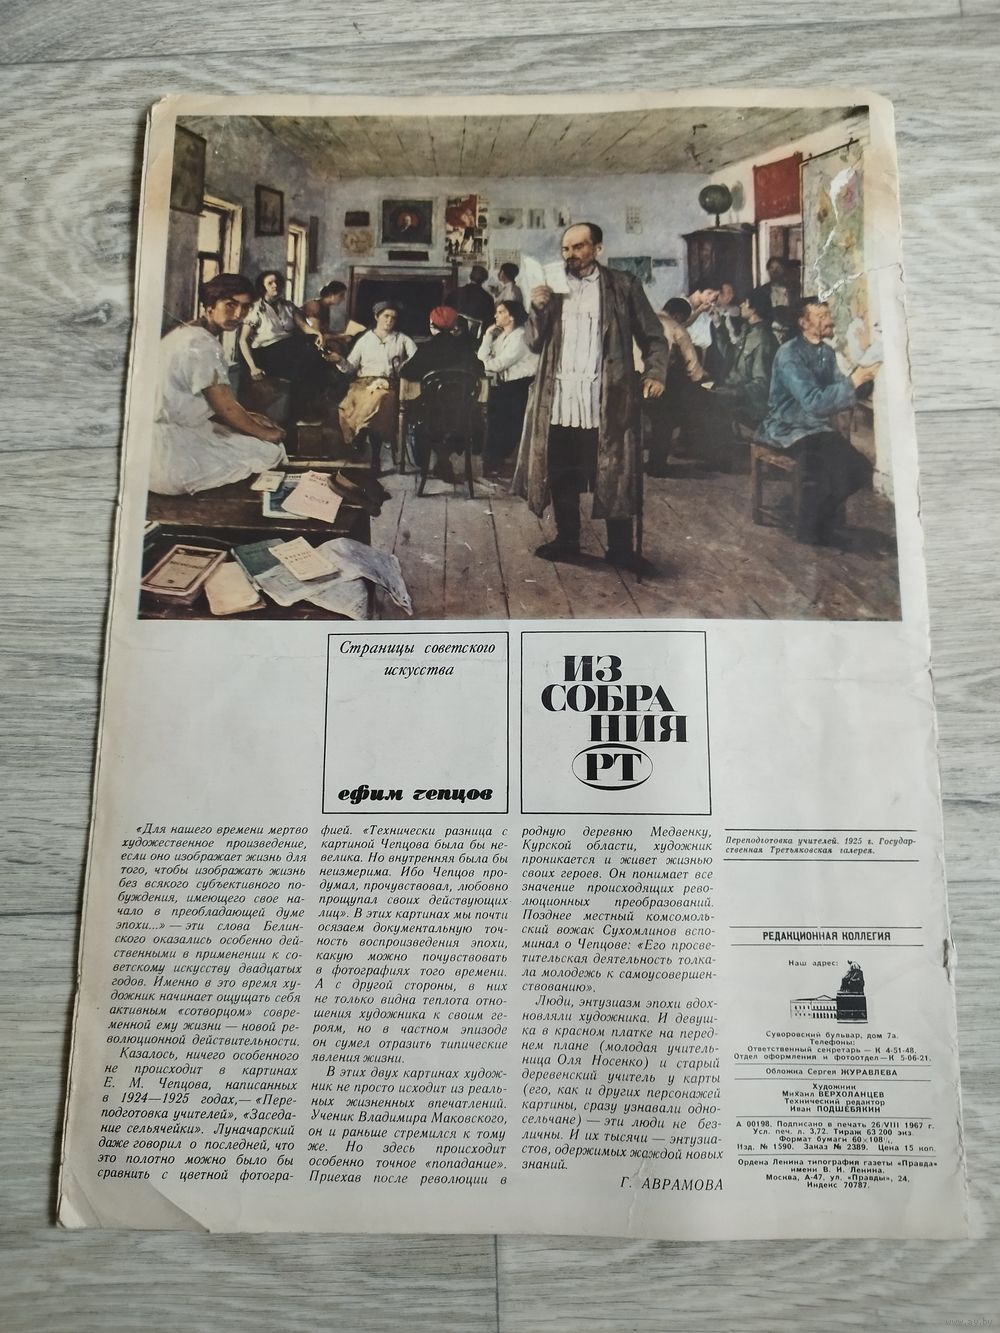 Страницы советского
искусства
ефим чепцов
ИЗ
СОБРА
НИЯ
РТ
«Для нашего времени мертво
художественное произведение,
если оно изображает жизнь для
того, чтобы изображать жизнь
без всякого субъективного по-
буждения, имеющего свое на-
чало в преобладающей думе
эпохи...» — эти слова Белин-
ского оказались особенно дей-
ственными в применении к со-
ветскому искусству двадцатых
годов. Именно в это время ху-
дожник начинает ощущать себя
активным «сотворцом» совре-
менной ему жизни — новой ре-
волюционной действительности.
Казалось, ничего особенного
не происходит в картинах
Е. М. Чепцова, написанных
в 1924—1925 годах,— «Пере-
подготовка учителей», «Заседа-
ние сельячейки». Луначарский
даже говорил о последней, что
это полотно можно было бы
сравнить с цветной фотогра-
фией. «Технически разница с
картиной Чепцова была бы не-
велика. Но внутренняя была бы
неизмерима. Ибо Чепцов про-
думал, прочувствовал, любовно
прощупал своих действующих
лиц». В этих картинах мы почти
осязаем документальную точ-
ность воспроизведения эпохи,
какую можно почувствовать
в фотографиях того времени.
А с другой стороны, в них
не только видна теплота отно-
шения художника к своим ге-
роям, но в частном эпизоде
он сумел отразить типические
явления жизни.
В этих двух картинах худож-
ник не просто исходит из реаль-
ных жизненных впечатлений.
Ученик Владимира Маковского,
он и раньше стремился к тому
же. Но здесь происходит
особенно точное «попадание».
Приехав после революции в
родную деревню Медвенку,
Курской области, художник
проникается и живет жизнью
своих героев. Он понимает все
значение происходящих рево-
люционных преобразований.
Позднее местный комсомоль-
ский вожак Сухомлинов вспо-
минал о Чепцове: «Его просве-
тительская деятельность толка-
ла молодежь к самоусовершен-
ствованию».
Люди, энтузиазм эпохи вдох-
новляли художника. И девуш-
ка в красном платке на перед-
нем плане (молодая учитель-
ница Оля Носенко) и старый
деревенский учитель у карты
(его, как и других персонажей
картины, сразу узнавали одно-
сельчане) — эти люди не без-
личны. И их тысячи — энтузиа-
стов, одержимых жаждой новых
знаний.
Г. АВРАМОВА
Переподготовка учителей. 1925 г. Государ-
ственная Третьяковская галерея.
РЕДАКЦИОННАЯ КОЛЛЕГИЯ
Наш адрес:
Суворовский бульвар, дом 7а.
Телефоны:
Ответственный секретарь — К 4-51-48.
Отдел оформления и фотоотдел — К 5-06-21.
Обложка Сергея ЖУРАВЛЕВА
Художник
Михаил ВЕРХОЛАНЦЕВ
Технический редактор
Иван ПОДШЕБЯКИН
А 00198. Подписано в печать 26/VIII 1967 г.
Усл. печ. л. 3,72. Тираж 63 200 экз.
Формат бумаги 60×108¹/₈.
Изд. № 1590. Заказ № 2389. Цена 15 коп.
Ордена Ленина типография газеты «Правда»
имени В. И. Ленина.
Москва, А-47, ул. «Правды», 24.
Индекс 70787.
www.ay.by